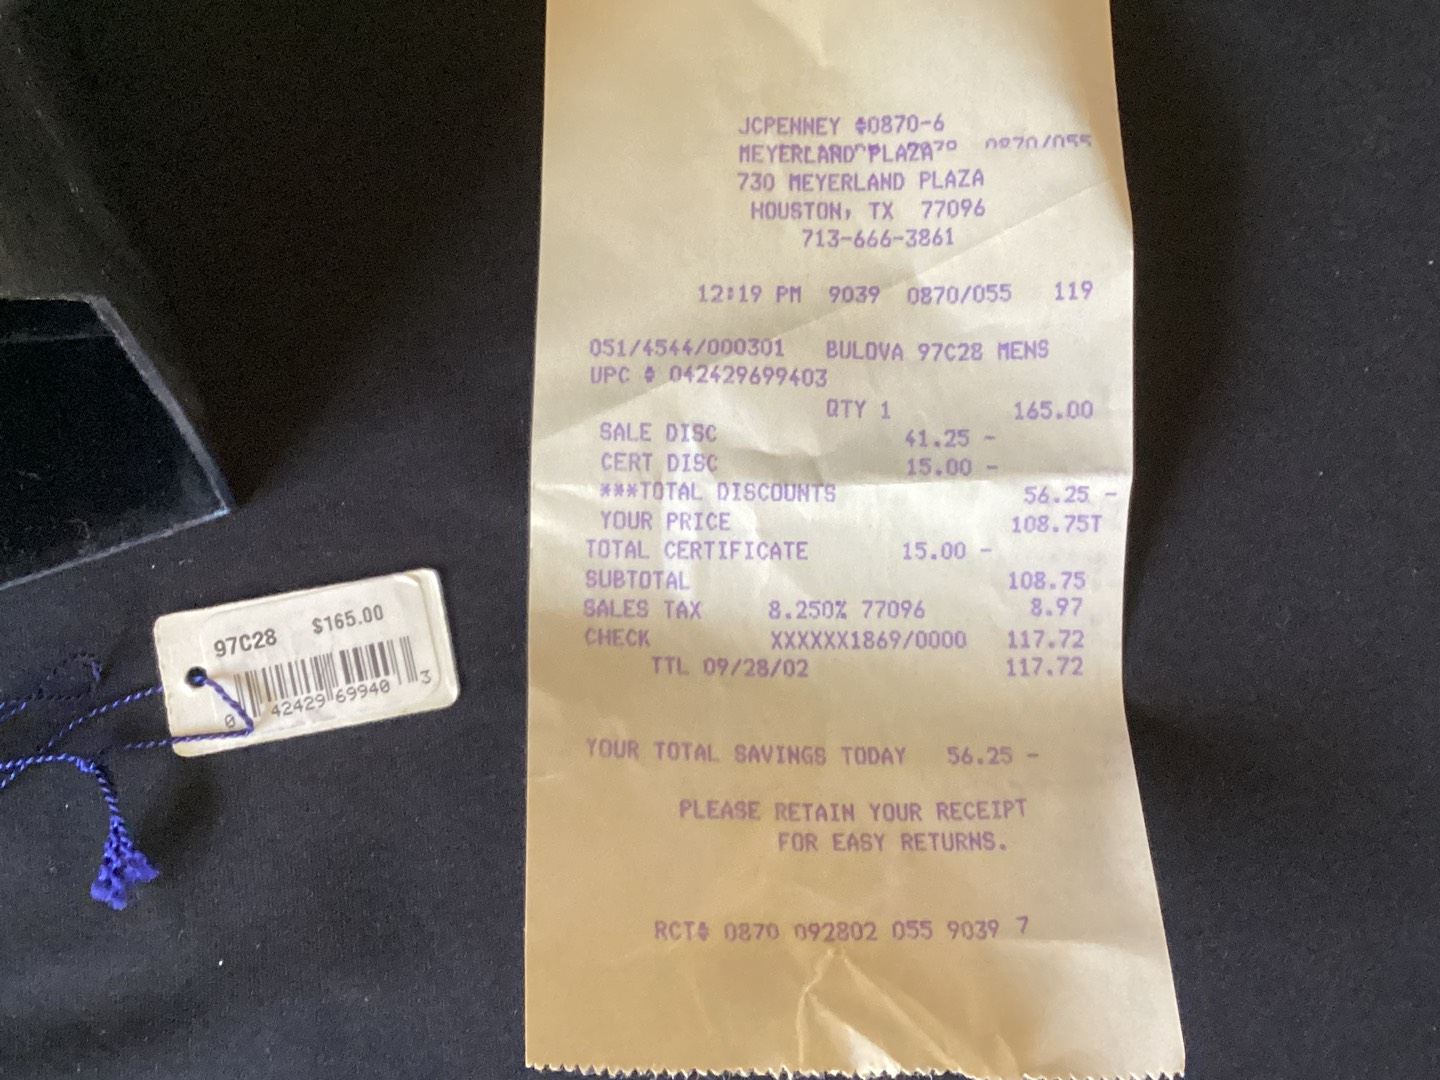 JCPENNEY #0870-6
MEYERLAND PLAZA
730 MEYERLAND PLAZA
HOUSTON, TX 77096
713-666-3861
12:19 PM 9039 0870/055 119
051/4544/000301 BULOVA 97C28 MENS
UPC # 042429699403
QTY 1 165.00
SALE DISC 41.25 -
CERT DISC 15.00 -
***TOTAL DISCOUNTS 56.25 -
YOUR PRICE 108.75T
TOTAL CERTIFICATE 15.00 -
SUBTOTAL 108.75
SALES TAX 8.250% 77096 8.97
CHECK XXXXXX1869/0000 117.72
TTL 09/28/02 117.72
YOUR TOTAL SAVINGS TODAY 56.25 -
PLEASE RETAIN YOUR RECEIPT
FOR EASY RETURNS.
RCT# 0870 092802 055 9039 7
97C28 $165.00
0 42429 69940 3